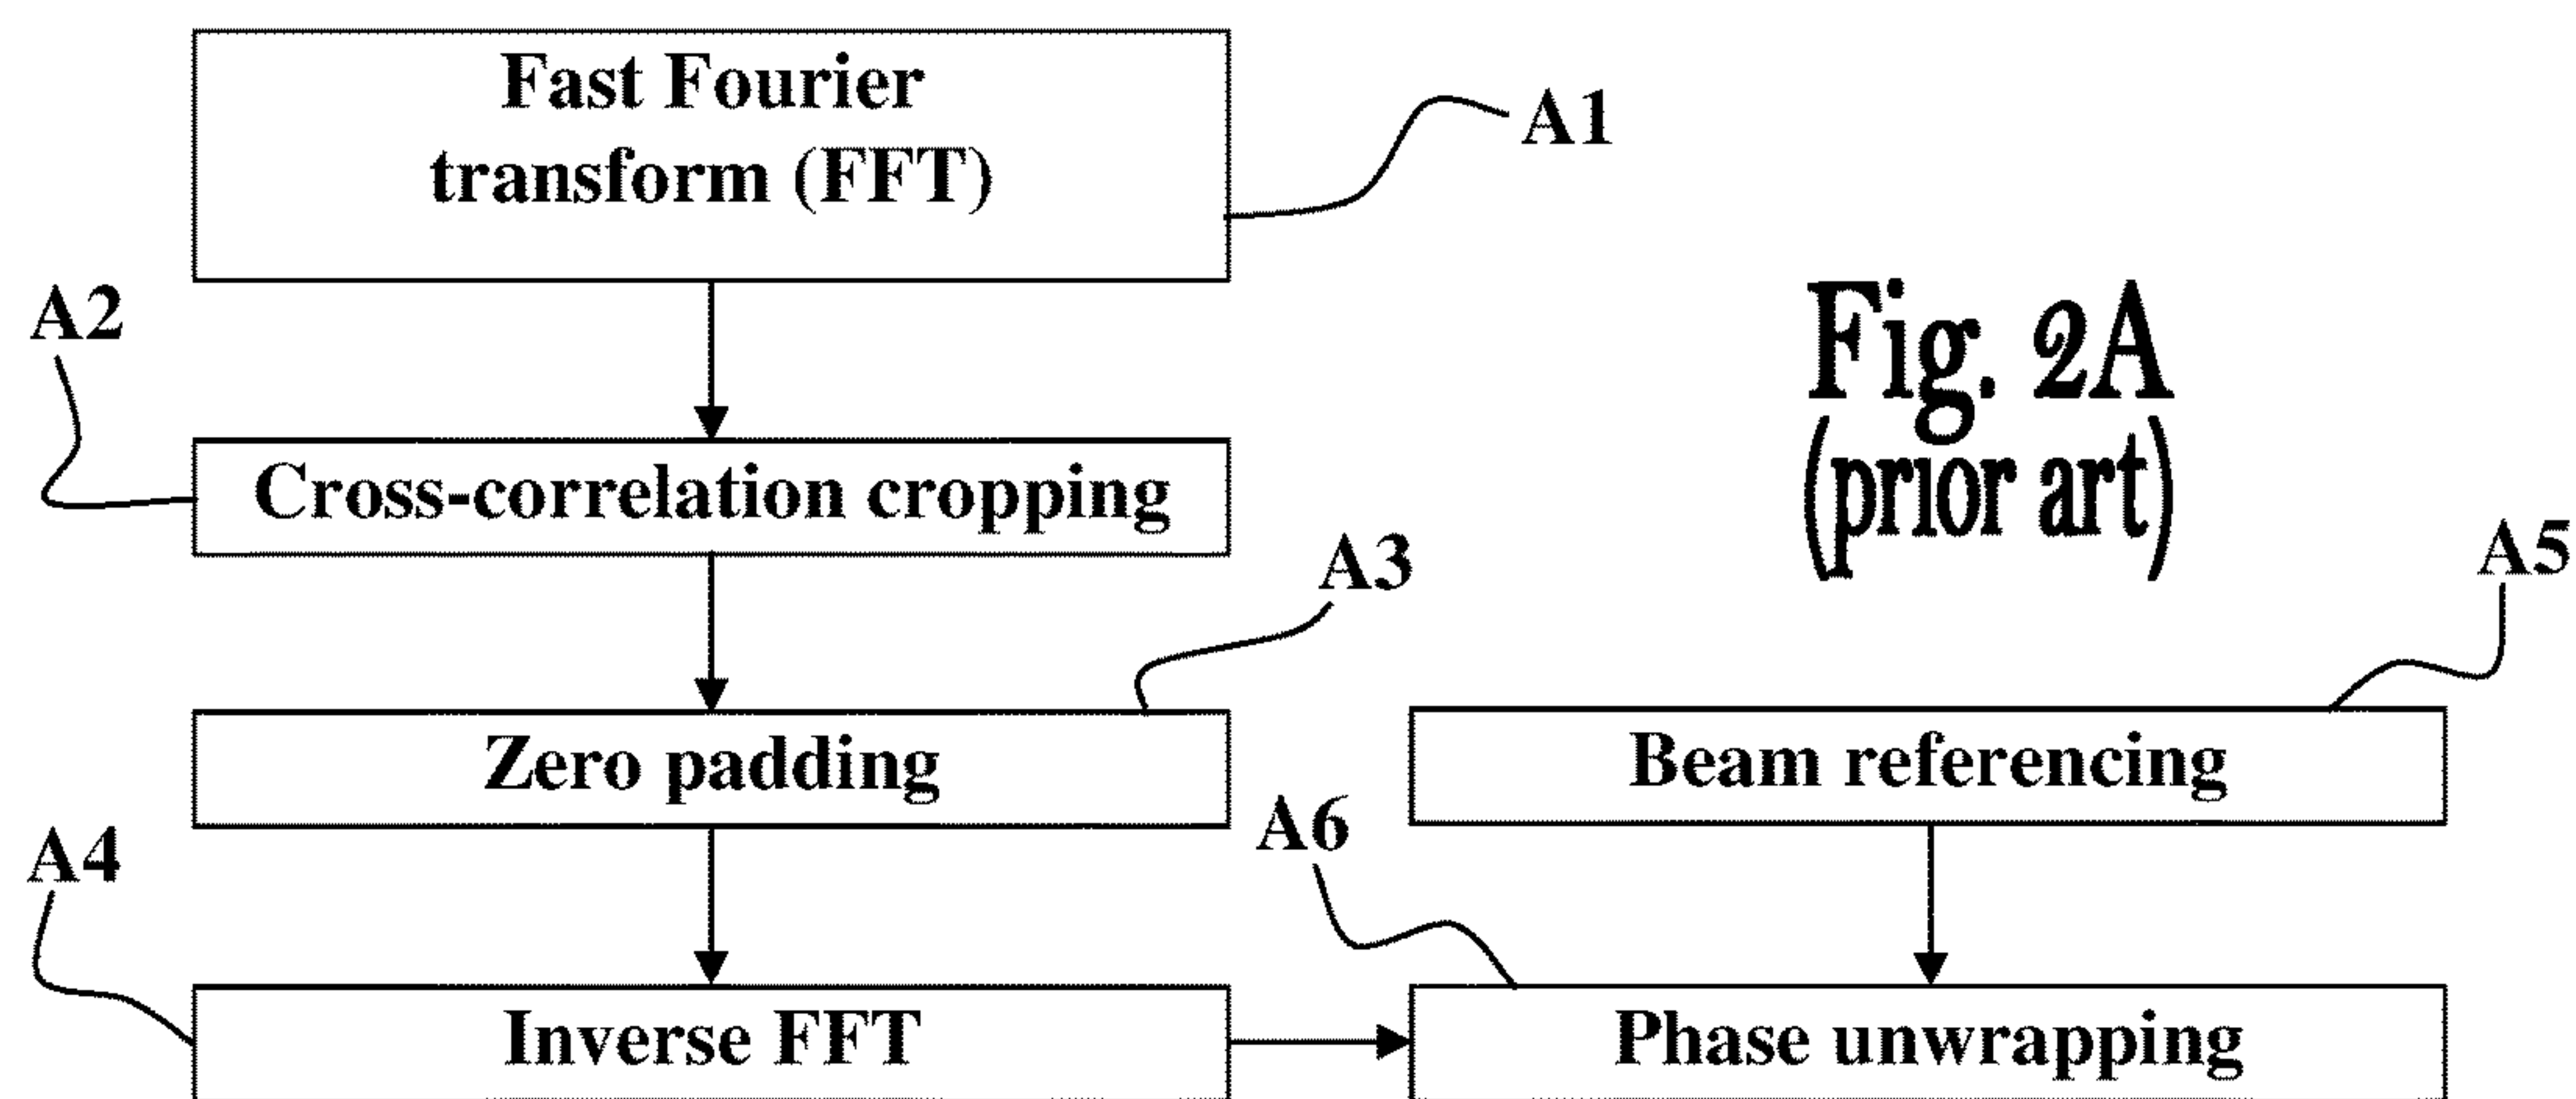 Fast Fourier
transform (FFT)
A1
A2
Fig. 2A
(prior art)
Cross-correlation cropping
A3
A5
Zero padding
Beam referencing
A4
A6
Inverse FFT
Phase unwrapping